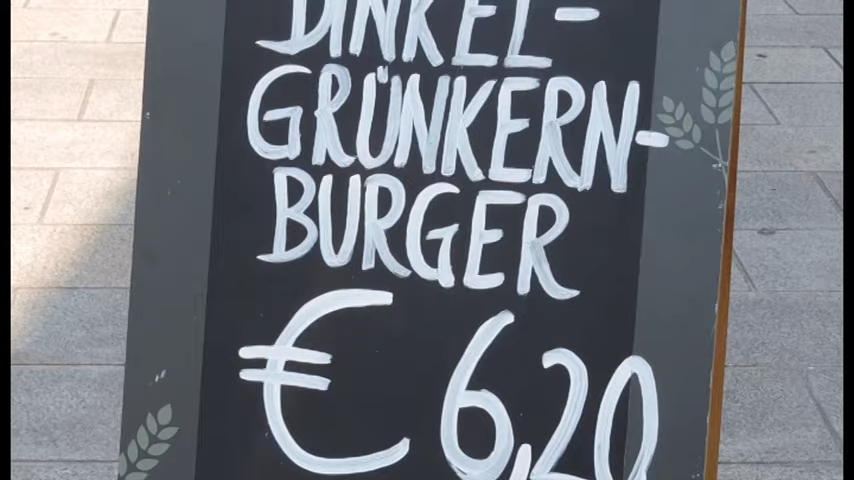 DINKEL-
GRÜNKERN-
BURGER
€ 6,20